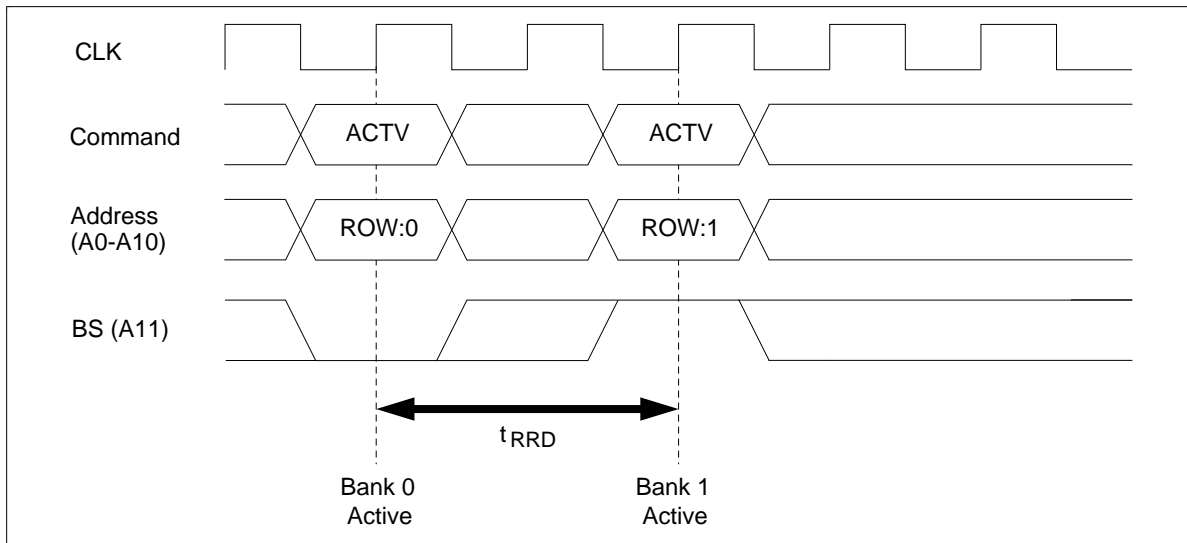 CLK
Command
ACTV
ACTV
Address
(A0-A10)
ROW:0
ROW:1
BS (A11)
tRRD
Bank 0
Active
Bank 1
Active